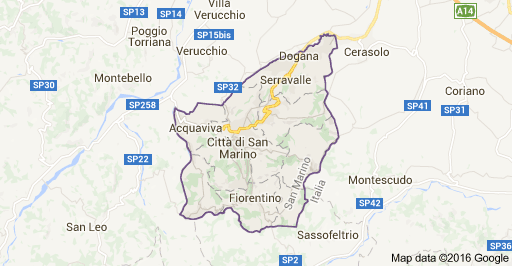 SP13
SP14
Villa
Verucchio
A14
Poggio
Torriana
SP15bis
Verucchio
Dogana
Cerasolo
Montebello
SP30
SP32
Serravalle
Coriano
SP258
SP41
SP31
Acquaviva
Città di San
Marino
SP22
San Marino
Italia
Montescudo
Fiorentino
SP42
San Leo
Sassofeltrio
SP36
SP2
Map data ©2016 Google